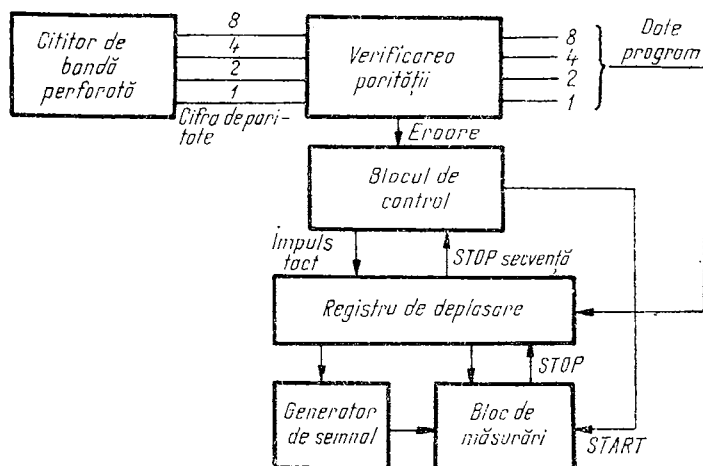 Cititor de
bandă
perforată
8
4
2
1
Cifra de pari-
tate
Verificarea
parității
8
4
2
1
Date
program
Eroare
Blocul de
control
Impuls
tact
STOP secvență
Registru de deplasare
STOP
Generator
de semnal
Bloc de
măsurări
START